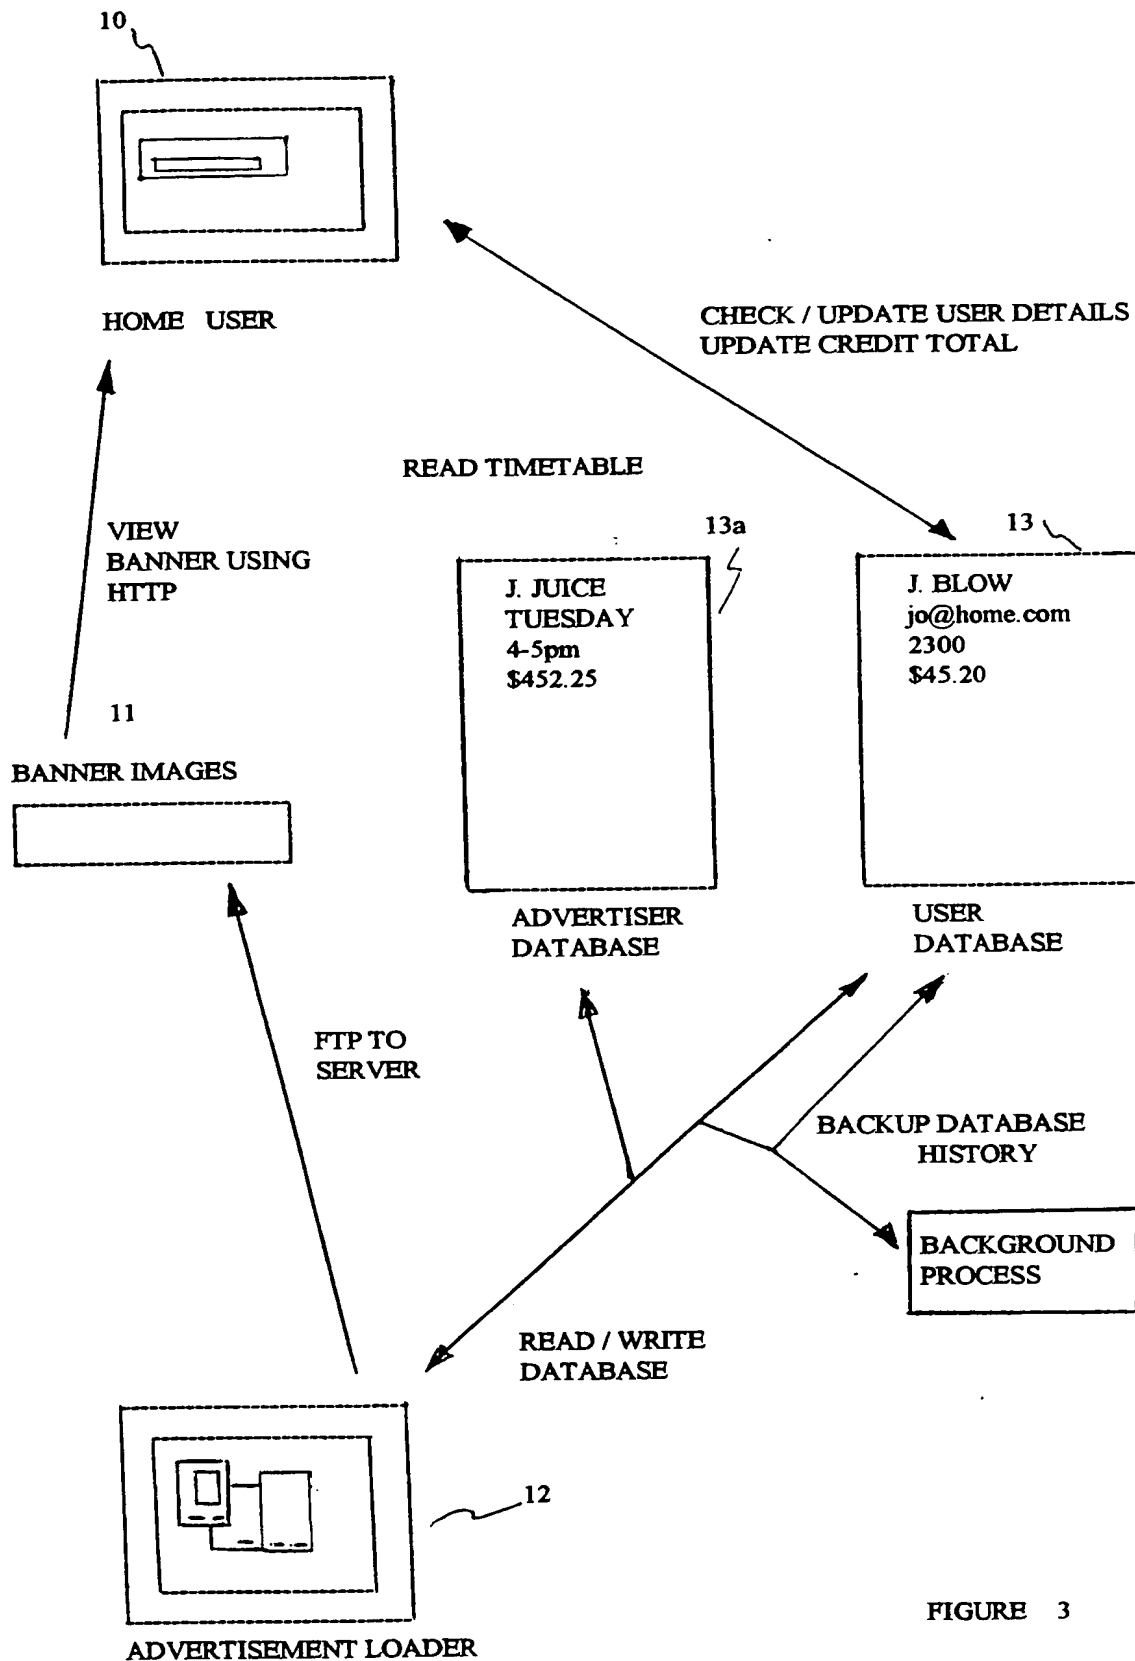 10
HOME USER
CHECK / UPDATE USER DETAILS
UPDATE CREDIT TOTAL
READ TIMETABLE
VIEW
BANNER USING
HTTP
13a
13
J. JUICE
TUESDAY
4-5pm
$452.25
J. BLOW
jo@home.com
2300
$45.20
11
BANNER IMAGES
ADVERTISER
DATABASE
USER
DATABASE
FTP TO
SERVER
BACKUP DATABASE
HISTORY
BACKGROUND
PROCESS
READ / WRITE
DATABASE
12
ADVERTISEMENT LOADER
FIGURE 3